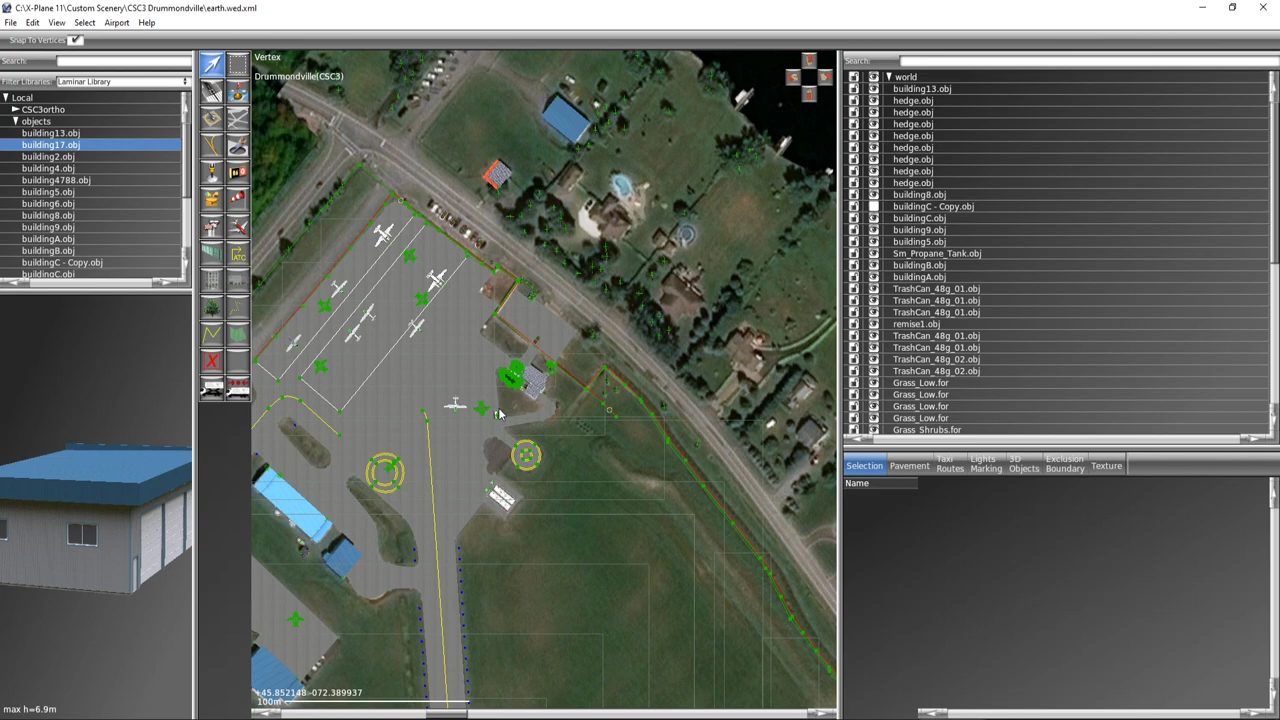 C:\X-Plane 11\Custom Scenery\CSC3 Drummondville\earth.wed.xml
File Edit View Select Airport Help
Snap To Vertices
Search:
Filter Libraries: Laminar Library
Local
CSC3ortho
objects
building13.obj
building17.obj
building2.obj
building4.obj
building4788.obj
building5.obj
building6.obj
building8.obj
building9.obj
buildingA.obj
buildingB.obj
buildingC - Copy.obj
buildingC.obj
max h=6.9m
ATC
Vertex
Drummondville(CSC3)
+45.852148 -072.389937
100m
Search:
world
building13.obj
hedge.obj
hedge.obj
hedge.obj
hedge.obj
hedge.obj
hedge.obj
hedge.obj
hedge.obj
building8.obj
buildingC - Copy.obj
buildingC.obj
building9.obj
building5.obj
Sm_Propane_Tank.obj
buildingB.obj
buildingA.obj
TrashCan_48g_01.obj
TrashCan_48g_01.obj
TrashCan_48g_01.obj
remise1.obj
TrashCan_48g_01.obj
TrashCan_48g_01.obj
TrashCan_48g_02.obj
TrashCan_48g_02.obj
Grass_Low.for
Grass_Low.for
Grass_Low.for
Grass_Low.for
Grass_Shrubs.for
Selection Pavement Taxi Routes Lights Marking 3D Objects Exclusion Boundary Texture
Name